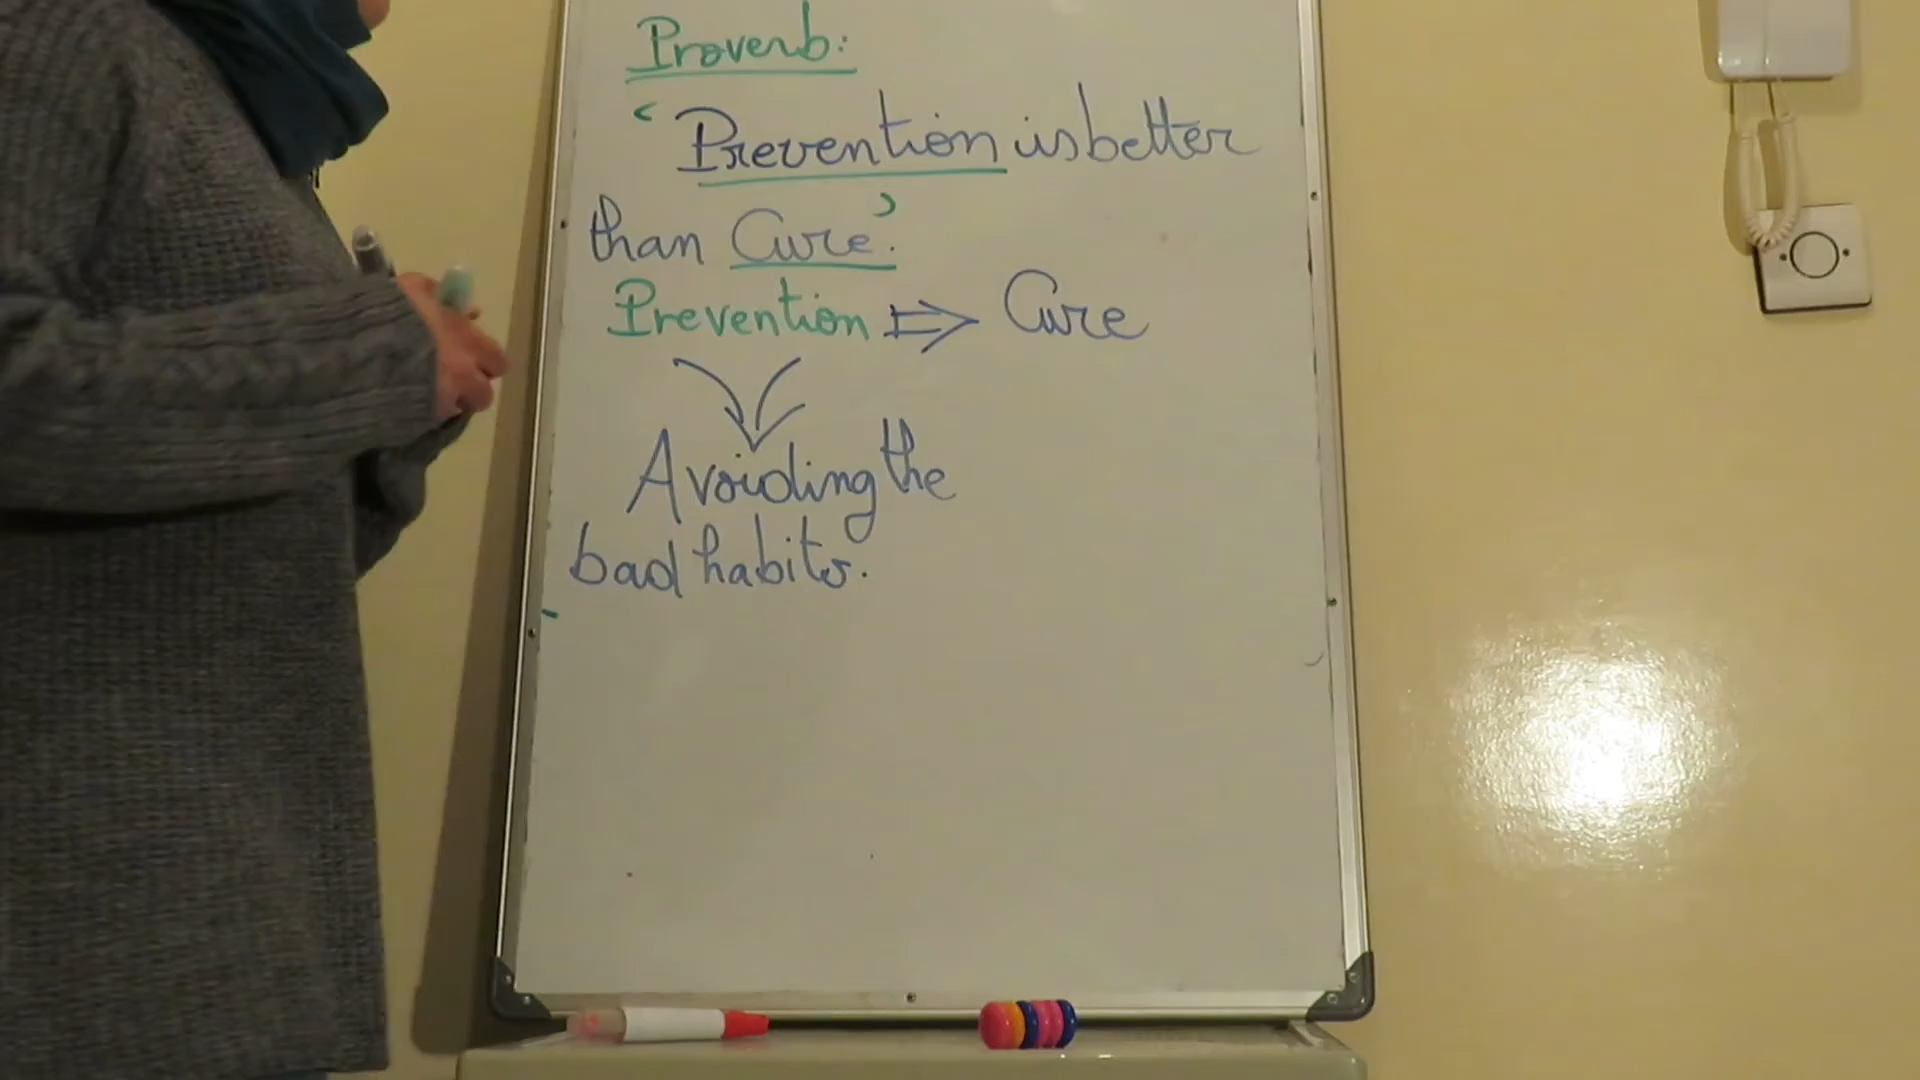 Proverb:
‘Prevention is better
than Cure’.
Prevention ⇒ Cure
Avoiding the
bad habits.